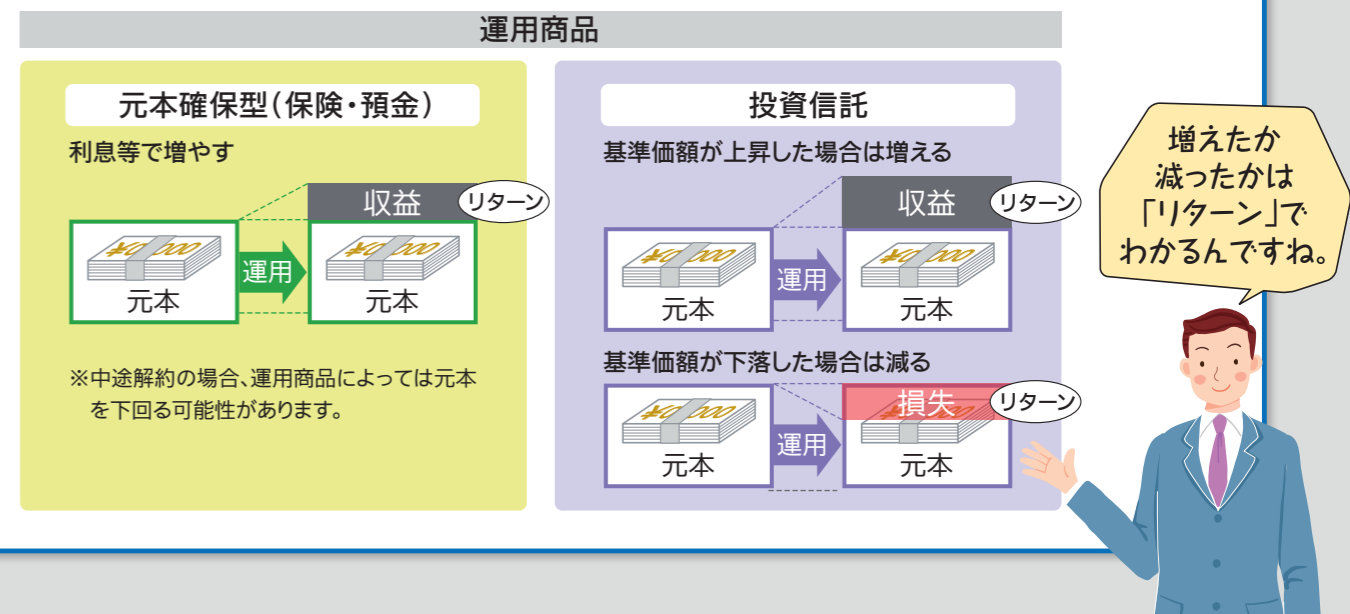 運用商品
元本確保型(保険・預金)
利息等で増やす
収益
リターン
元本
運用
元本
※中途解約の場合、運用商品によっては元本
を下回る可能性があります。
投資信託
基準価額が上昇した場合は増える
収益
リターン
元本
運用
元本
基準価額が下落した場合は減る
損失
リターン
元本
運用
元本
増えたか
減ったかは
「リターン」で
わかるんですね。